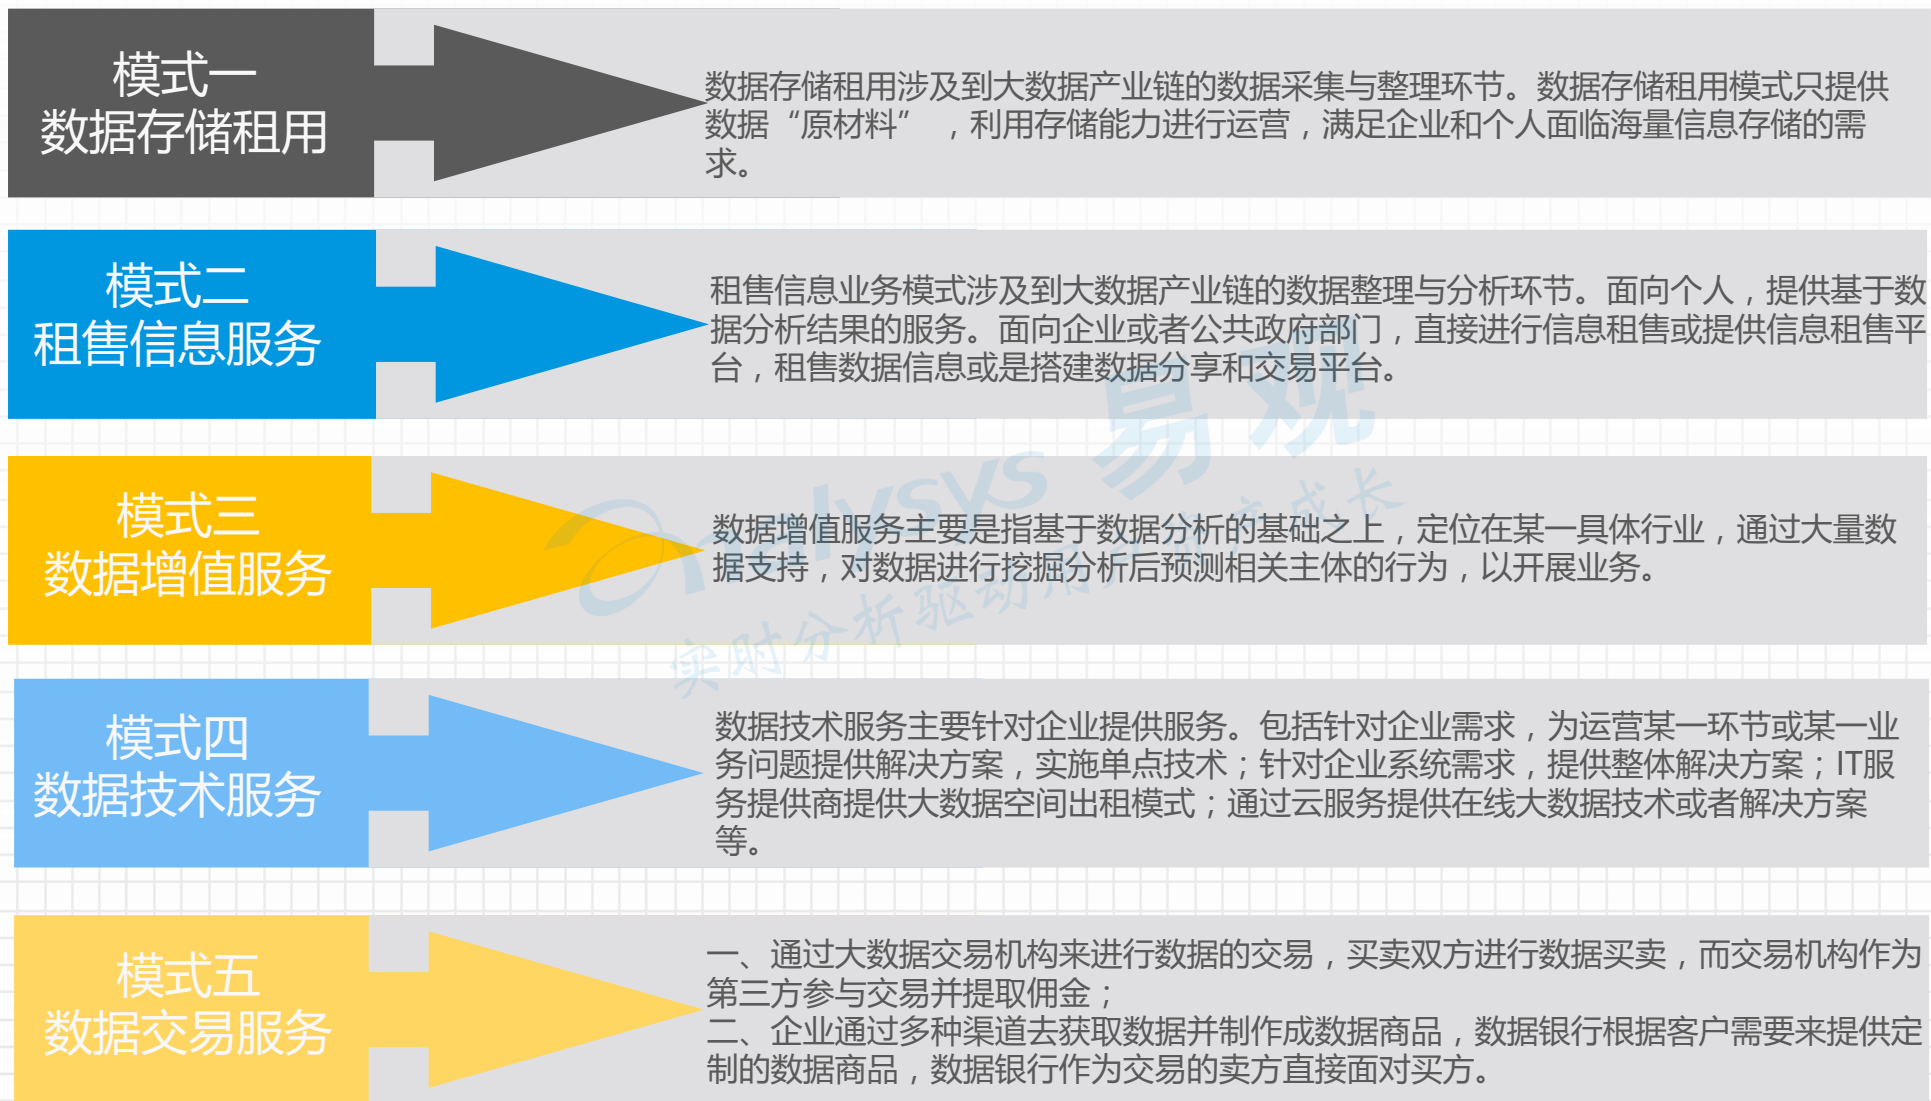 模式一
数据存储租用
数据存储租用涉及到大数据产业链的数据采集与整理环节。数据存储租用模式只提供
数据“原材料”，利用存储能力进行运营，满足企业和个人面临海量信息存储的需
求。
模式二
租售信息服务
租售信息业务模式涉及到大数据产业链的数据整理与分析环节。面向个人，提供基于数
据分析结果的服务。面向企业或者公共政府部门，直接进行信息租售或提供信息租售平
台，租售数据信息或是搭建数据分享和交易平台。
模式三
数据增值服务
数据增值服务主要是指基于数据分析的基础之上，定位在某一具体行业，通过大量数
据支持，对数据进行挖掘分析后预测相关主体的行为，以开展业务。
analysys 易观
实时分析驱动用户资产成长
模式四
数据技术服务
数据技术服务主要针对企业提供服务。包括针对企业需求，为运营某一环节或某一业
务问题提供解决方案，实施单点技术；针对企业系统需求，提供整体解决方案；IT服
务提供商提供大数据空间出租模式；通过云服务提供在线大数据技术或者解决方案
等。
模式五
数据交易服务
一、通过大数据交易机构来进行数据的交易，买卖双方进行数据买卖，而交易机构作为
第三方参与交易并提取佣金；
二、企业通过多种渠道去获取数据并制作成数据商品，数据银行根据客户需要来提供定
制的数据商品，数据银行作为交易的卖方直接面对买方。